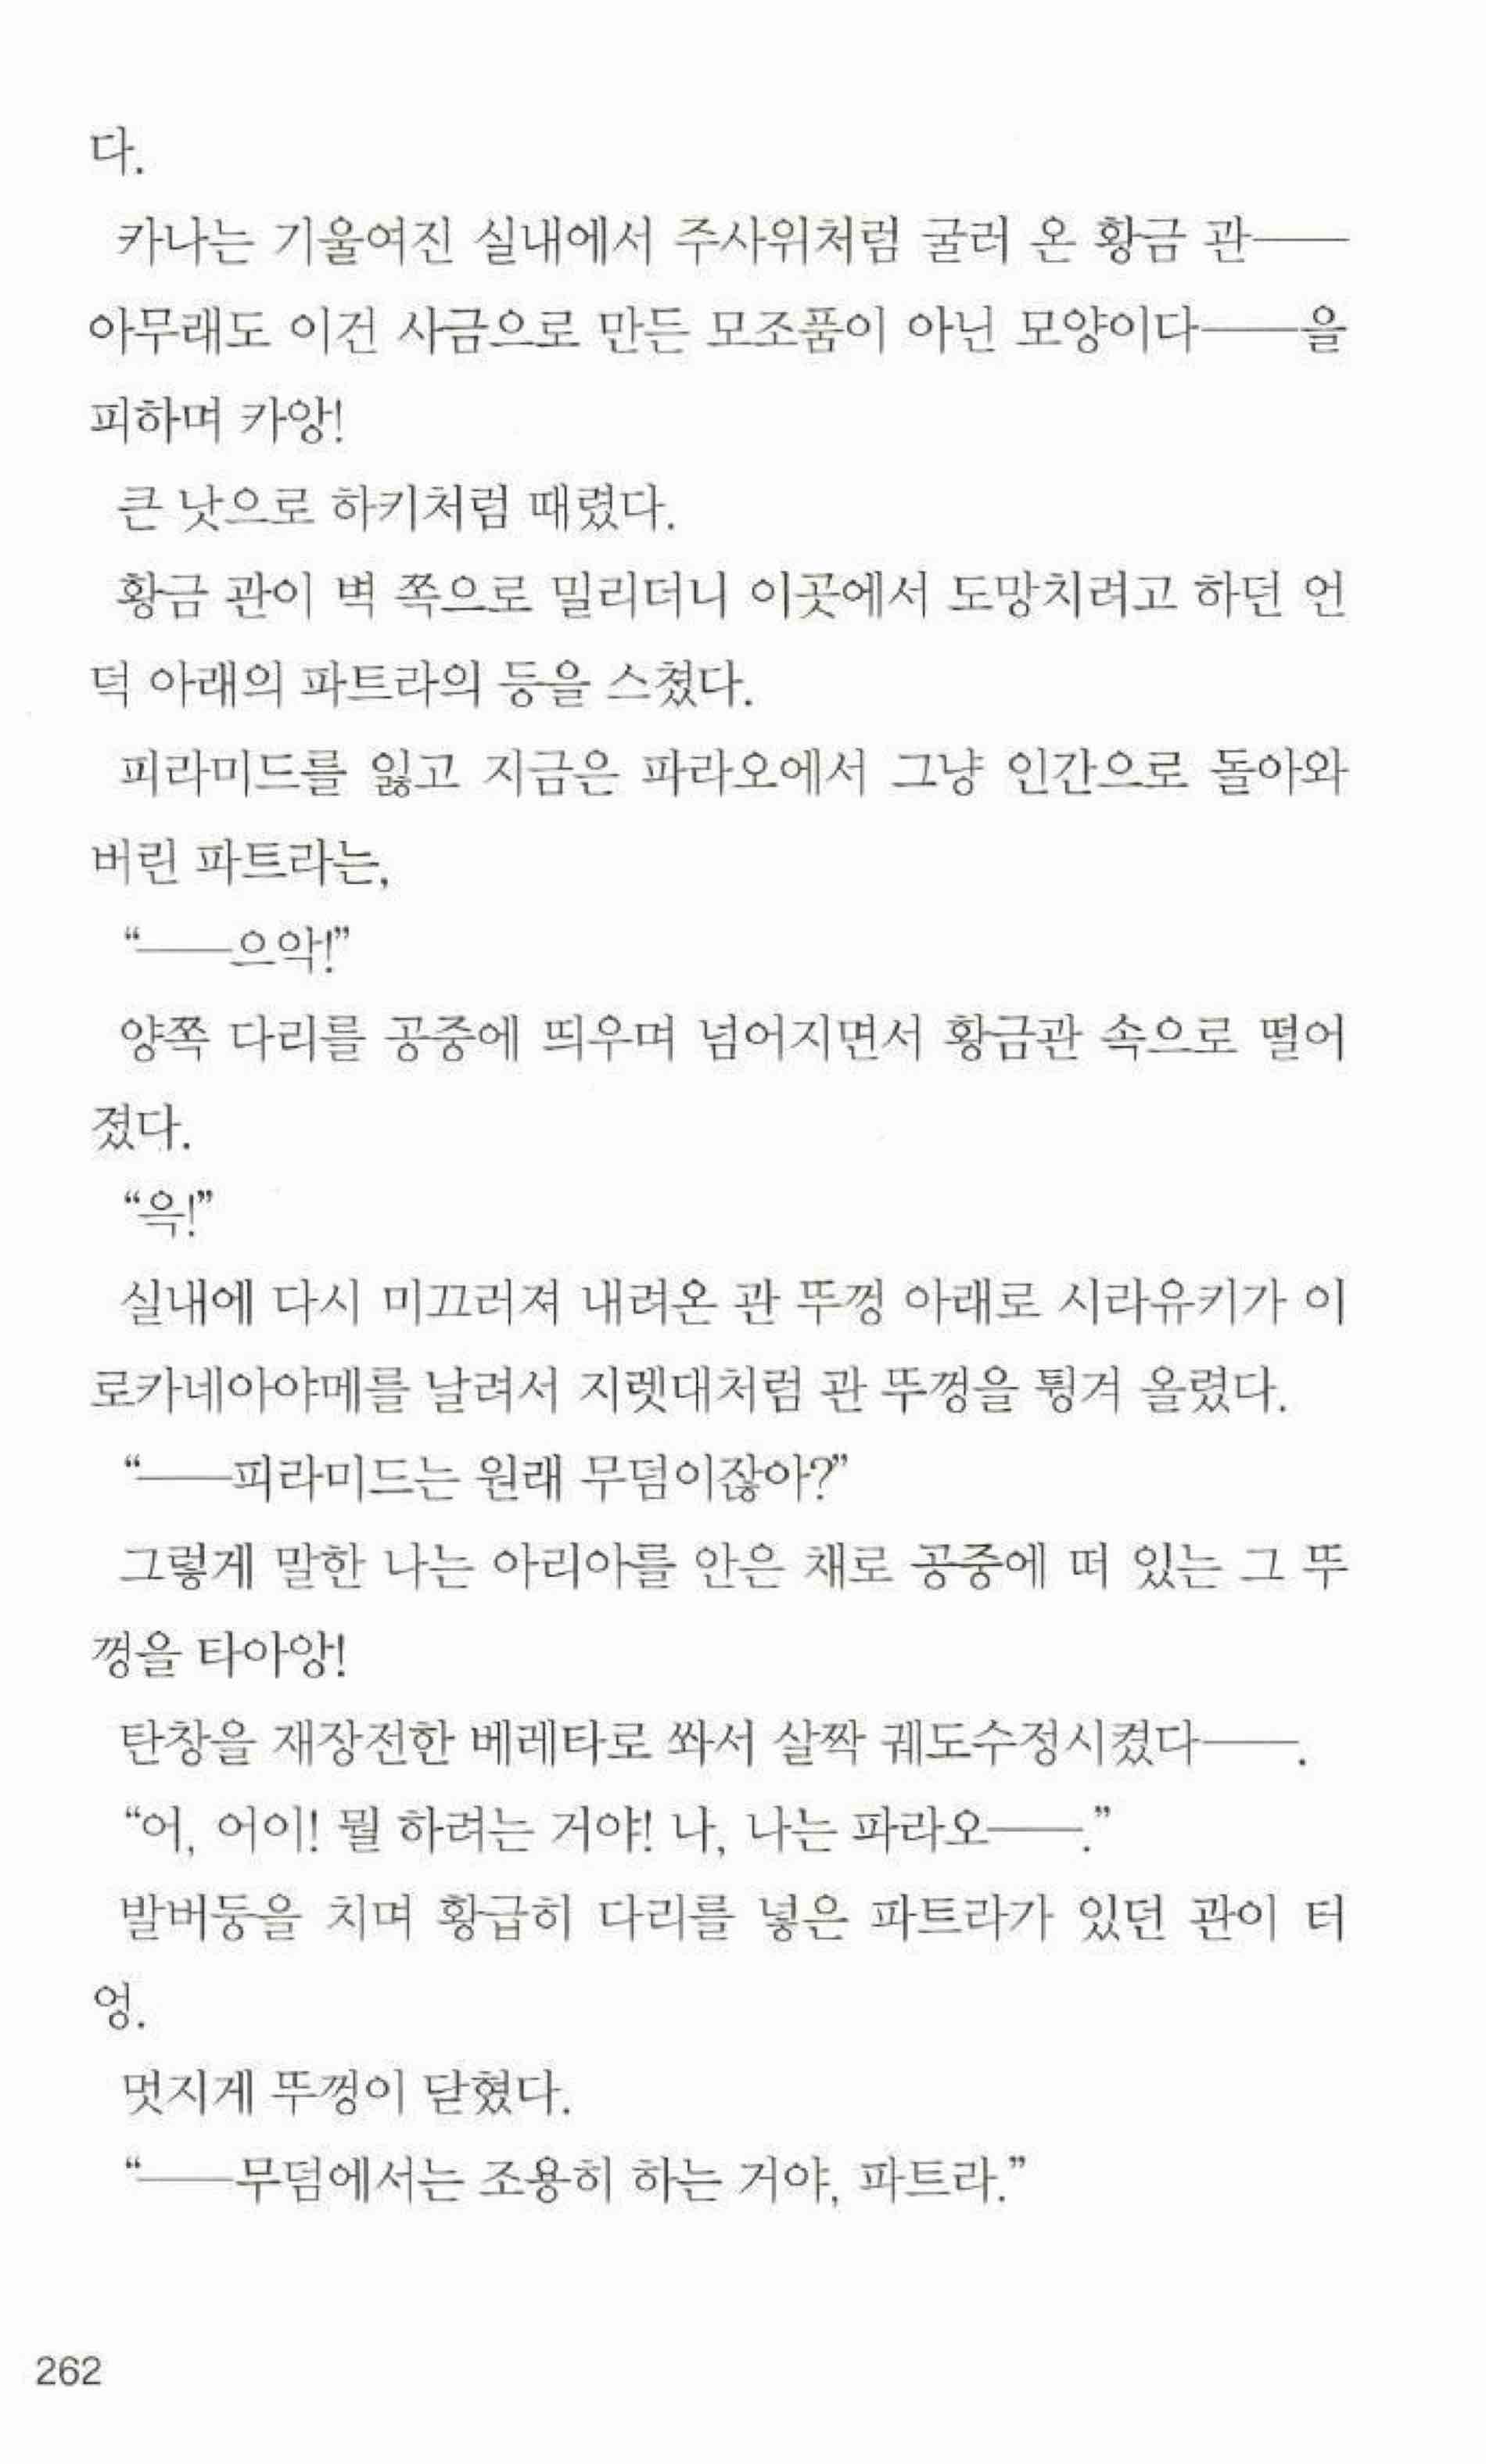 다.
카나는 기울여진 실내에서 주사위처럼 굴러 온 황금 관——
아무래도 이건 사금으로 만든 모조품이 아닌 모양이다——을
피하며 카앙!
큰 낫으로 하키처럼 때렸다.
황금 관이 벽 쪽으로 밀리더니 이곳에서 도망치려고 하던 언
덕 아래의 파트라의 등을 스쳤다.
피라미드를 잃고 지금은 파라오에서 그냥 인간으로 돌아와
버린 파트라는,
“——으악!”
양쪽 다리를 공중에 띄우며 넘어지면서 황금관 속으로 떨어
졌다.
“윽!”
실내에 다시 미끄러져 내려온 관 뚜껑 아래로 시라유키가 이
로카네아야메를 날려서 지렛대처럼 관 뚜껑을 튕겨 올렸다.
“——피라미드는 원래 무덤이잖아?”
그렇게 말한 나는 아리아를 안은 채로 공중에 떠 있는 그 뚜
껑을 타아앙!
탄창을 재장전한 베레타로 쏴서 살짝 궤도수정시켰다——.
“어, 어이! 뭘 하려는 거야! 나, 나는 파라오——.”
발버둥을 치며 황급히 다리를 넣은 파트라가 있던 관이 터
엉.
멋지게 뚜껑이 닫혔다.
“——무덤에서는 조용히 하는 거야, 파트라.”
262